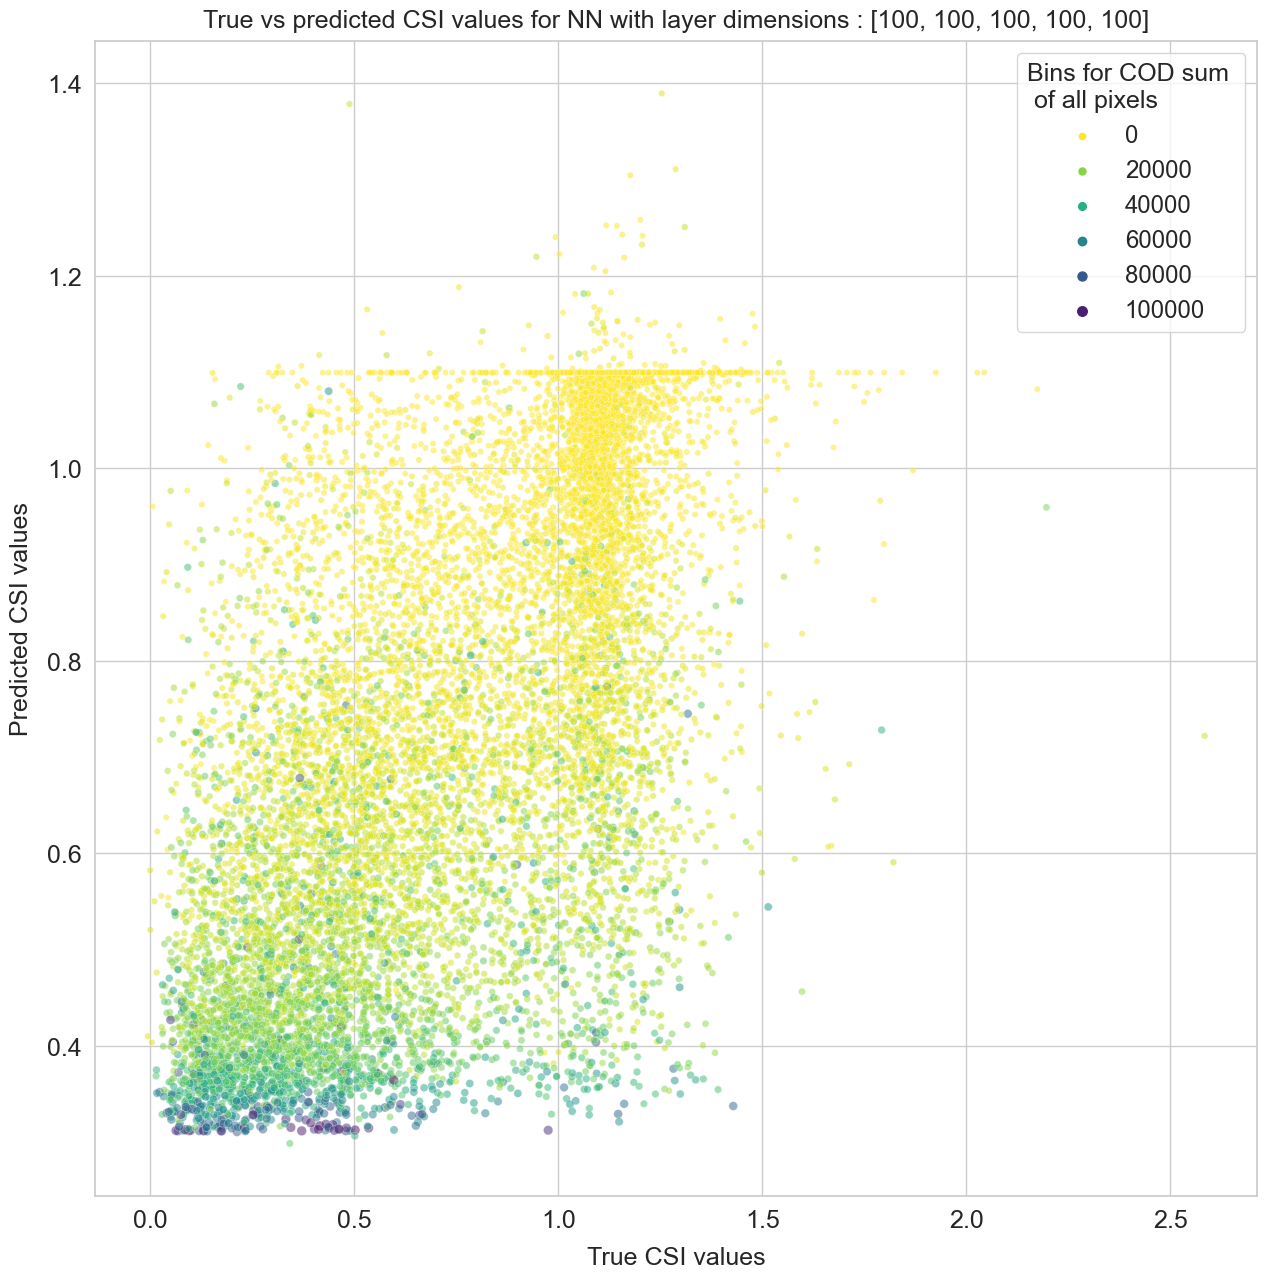 True vs predicted CSI values for NN with layer dimensions : [100, 100, 100, 100, 100]
Bins for COD sum
of all pixels
0
20000
40000
60000
80000
100000
Predicted CSI values
1.4
1.2
1.0
0.8
0.6
0.4
0.0 0.5 1.0 1.5 2.0 2.5
True CSI values